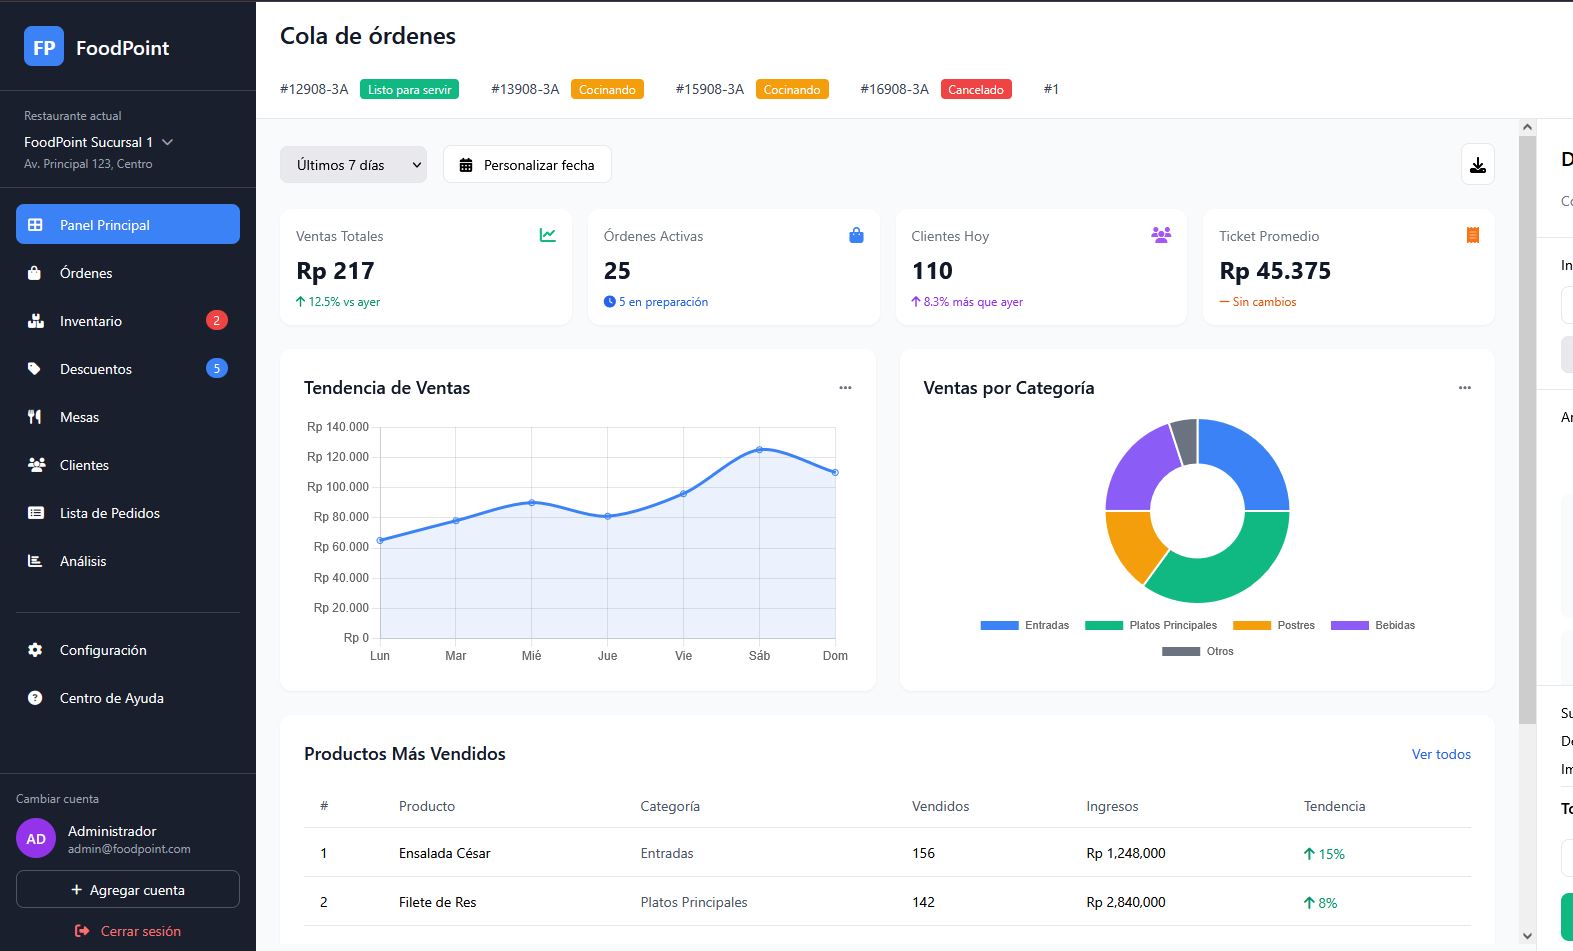 FP FoodPoint
Restaurante actual
FoodPoint Sucursal 1
Av. Principal 123, Centro
Panel Principal
Órdenes
Inventario 2
Descuentos 5
Mesas
Clientes
Lista de Pedidos
Análisis
Configuración
Centro de Ayuda
Cambiar cuenta
AD Administrador
admin@foodpoint.com
+ Agregar cuenta
Cerrar sesión
Cola de órdenes
#12908-3A Listo para servir #13908-3A Cocinando #15908-3A Cocinando #16908-3A Cancelado #1
Últimos 7 días Personalizar fecha
Ventas Totales
Rp 217
12.5% vs ayer
Órdenes Activas
25
5 en preparación
Clientes Hoy
110
8.3% más que ayer
Ticket Promedio
Rp 45.375
Sin cambios
Tendencia de Ventas
Rp 140.000
Rp 120.000
Rp 100.000
Rp 80.000
Rp 60.000
Rp 40.000
Rp 20.000
Rp 0
Lun Mar Mié Jue Vie Sáb Dom
Ventas por Categoría
Entradas Platos Principales Postres Bebidas
Otros
Productos Más Vendidos Ver todos
# Producto Categoría Vendidos Ingresos Tendencia
1 Ensalada César Entradas 156 Rp 1,248,000 15%
2 Filete de Res Platos Principales 142 Rp 2,840,000 8%